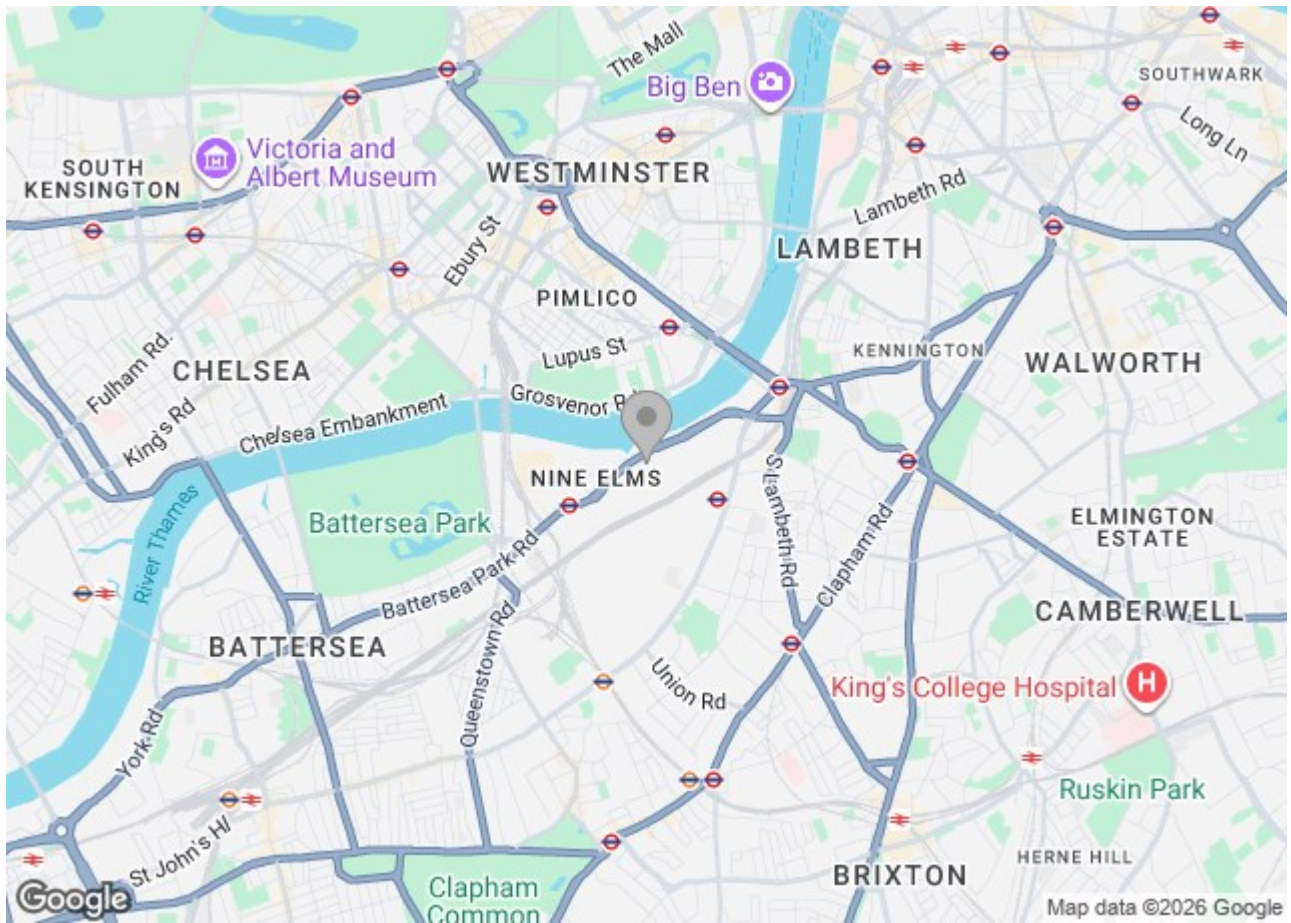 The Mall
Big Ben
SOUTHWARK
Long Ln
SOUTH
KENSINGTON
Victoria and
Albert Museum
WESTMINSTER
Lambeth Rd
Ebury St
LAMBETH
PIMLICO
Lupus St
KENNINGTON
WALWORTH
Fulham Rd.
CHELSEA
King's Rd
Chelsea Embankment
Grosvenor
NINE ELMS
S Lambeth Rd
Clapham Rd
River Thames
Battersea Park
Battersea Park Rd
ELMINGTON
ESTATE
CAMBERWELL
BATTERSEA
Queenstown Rd
Union Rd
King's College Hospital
H
York Rd
Ruskin Park
St John's
HERNE HILL
BRIXTON
Clapham
Common
Google
Map data ©2026 Google